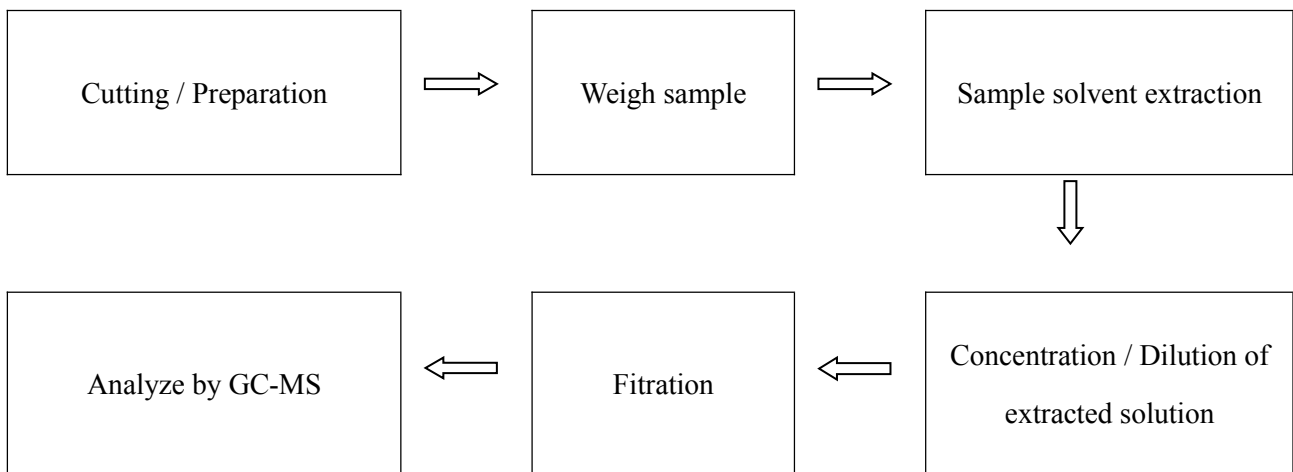 Cutting / Preparation
Weigh sample
Sample solvent extraction
Concentration / Dilution of
extracted solution
Fitration
Analyze by GC-MS